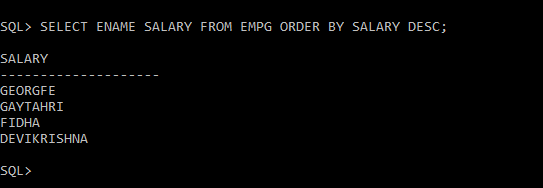 SQL> SELECT ENAME SALARY FROM EMPG ORDER BY SALARY DESC;
SALARY
--------------------
GEORGFE
GAYTAHRI
FIDHA
DEVIKRISHNA
SQL>